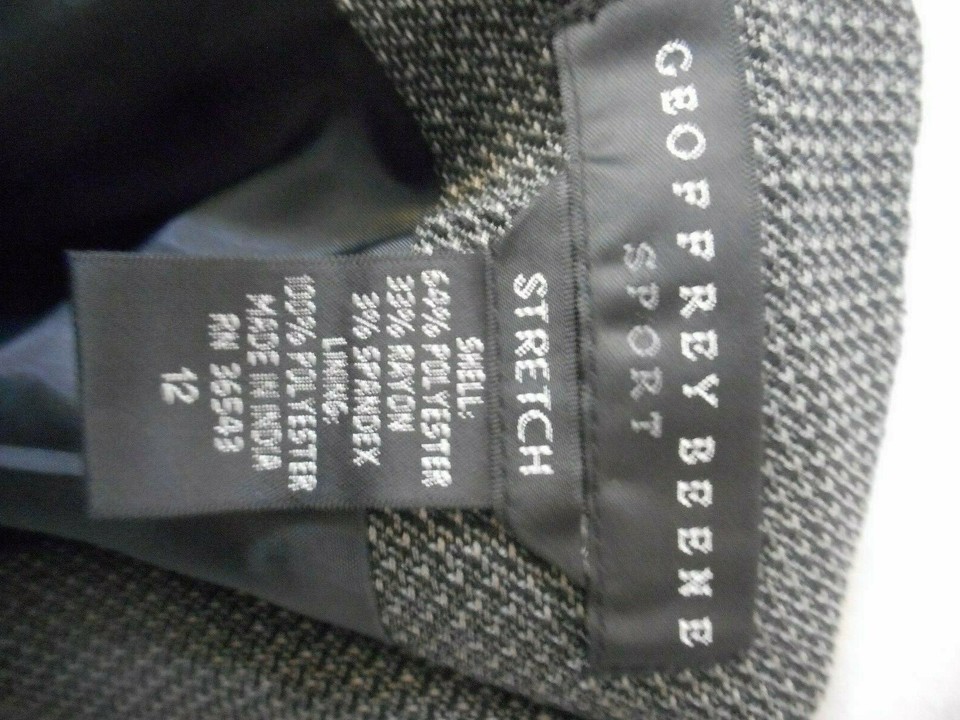 GEOFFREY BEENE
SPORT
STRETCH
SHELL:
64% POLYESTER
33% RAYON
3% SPANDEX
LINING:
100% POLYESTER
MADE IN INDIA
RN 36543
12